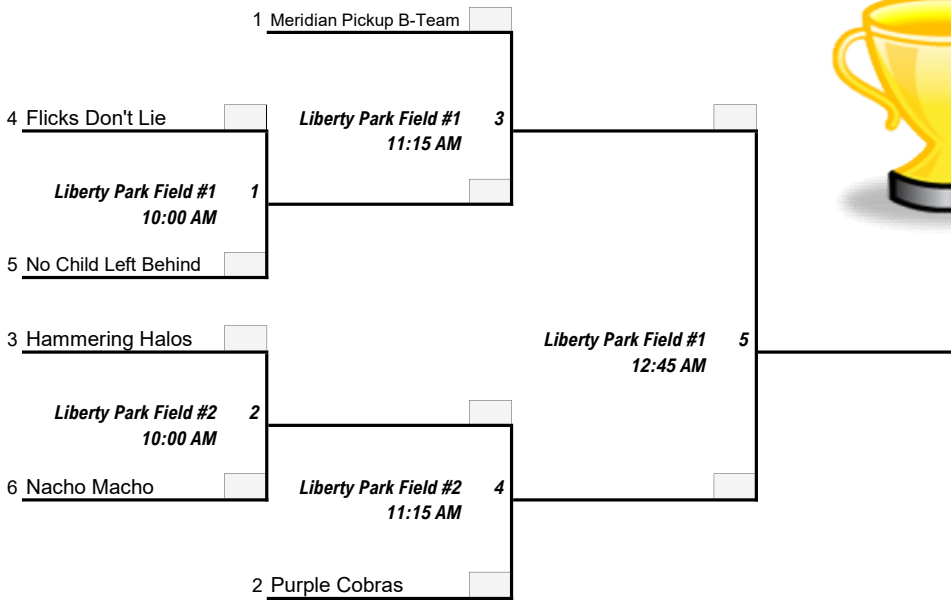 1 Meridian Pickup B-Team
4 Flicks Don't Lie
Liberty Park Field #1 3
11:15 AM
Liberty Park Field #1 1
10:00 AM
5 No Child Left Behind
3 Hammering Halos
Liberty Park Field #1 5
12:45 AM
Liberty Park Field #2 2
10:00 AM
6 Nacho Macho
Liberty Park Field #2 4
11:15 AM
2 Purple Cobras